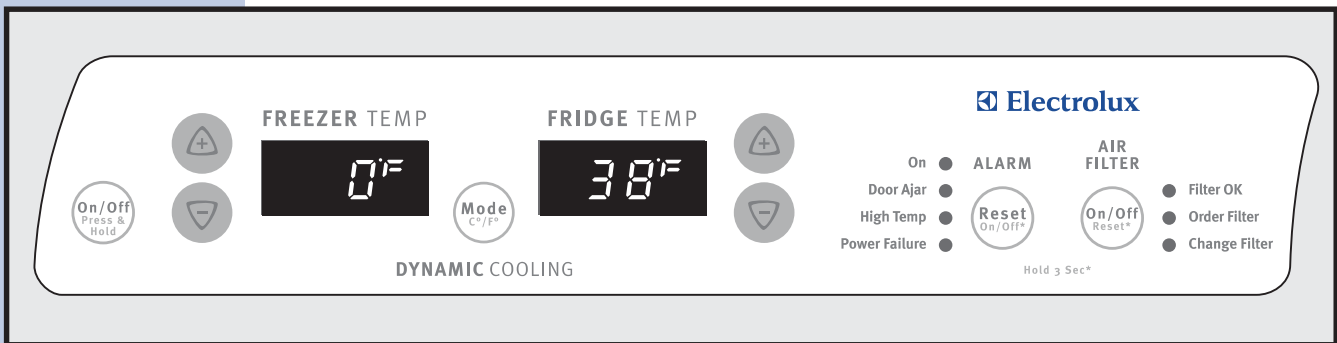 Electrolux
FREEZER TEMP
FRIDGE TEMP
0°F
38°F
On/Off
Press &
Hold
Mode
C°/F°
DYNAMIC COOLING
On
Door Ajar
High Temp
Power Failure
ALARM
Reset
On/Off*
AIR
FILTER
On/Off
Reset*
Hold 3 Sec*
Filter OK
Order Filter
Change Filter